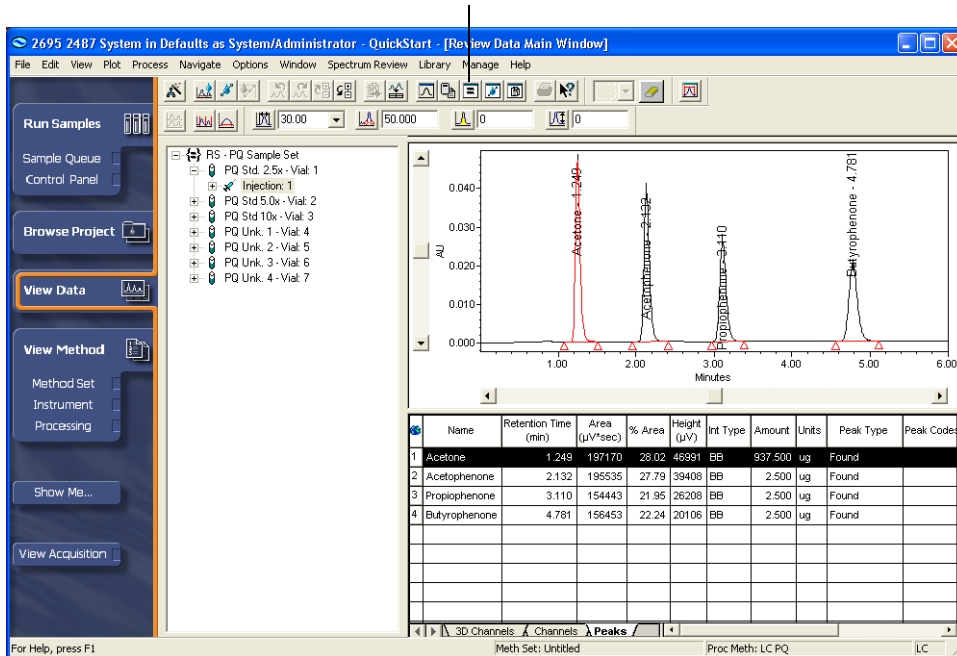 2695 2487 System in Defaults as System/Administrator - QuickStart - [Review Data Main Window]
File Edit View Plot Process Navigate Options Window Spectrum Review Library Manage Help
30.00 50.000 0 0
Run Samples
Sample Queue
Control Panel
Browse Project
View Data
View Method
Method Set
Instrument
Processing
Show Me...
View Acquisition
RS - PQ Sample Set
PQ Std. 2.5x - Vial: 1
Injection: 1
PQ Std 5.0x - Vial: 2
PQ Std 10x - Vial: 3
PQ Unk. 1 - Vial: 4
PQ Unk. 2 - Vial: 5
PQ Unk. 3 - Vial: 6
PQ Unk. 4 - Vial: 7
AU
0.040
0.030
0.020
0.010
0.000
Acetone - 1.249
Acetophenone - 2.132
Propiophenone - 3.110
Butyrophenone - 4.781
1.00 2.00 3.00 4.00 5.00 6.00
Minutes
Name Retention Time (min) Area (µV*sec) % Area Height (µV) Int Type Amount Units Peak Type Peak Codes
1 Acetone 1.249 197170 28.02 46991 BB 937.500 ug Found
2 Acetophenone 2.132 195535 27.79 39408 BB 2.500 ug Found
3 Propiophenone 3.110 154443 21.95 26208 BB 2.500 ug Found
4 Butyrophenone 4.781 156453 22.24 20106 BB 2.500 ug Found
3D Channels Channels Peaks
For Help, press F1 Meth Set: Untitled Proc Meth: LC PQ LC